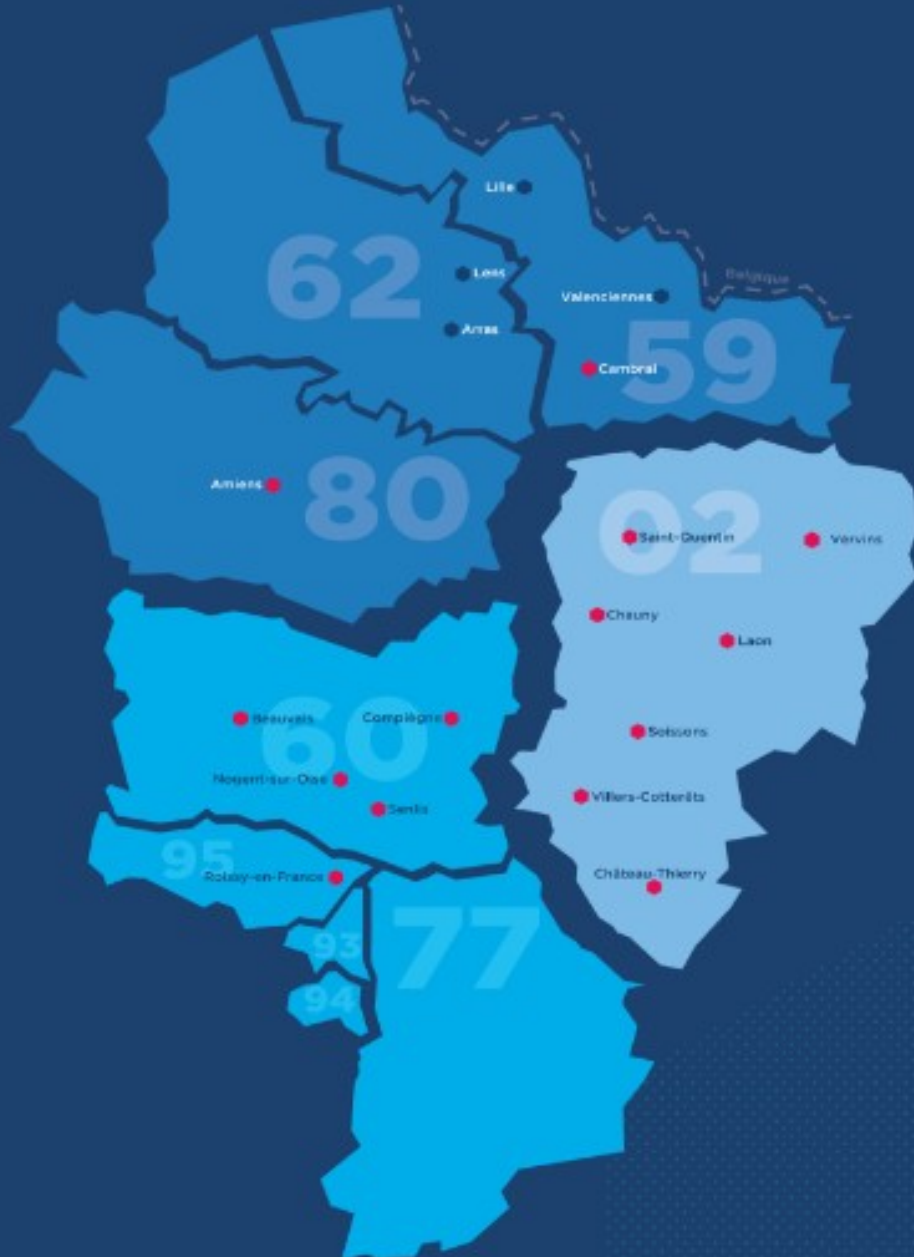 Lille
Belgique
62
Lens
Valenciennes
Arras
59
Cambrai
80
Amiens
02
Saint-Quentin
Vervins
Chauny
Laon
60
Beauvais
Compiègne
Soissons
Nogent-sur-Oise
Villers-Cotterêts
Senlis
95
Roissy-en-France
Château-Thierry
93
77
94